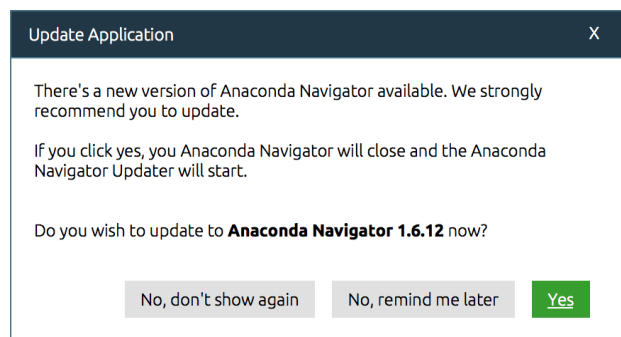 Update Application X
There's a new version of Anaconda Navigator available. We strongly
recommend you to update.
If you click yes, you Anaconda Navigator will close and the Anaconda
Navigator Updater will start.
Do you wish to update to Anaconda Navigator 1.6.12 now?
No, don't show again No, remind me later Yes